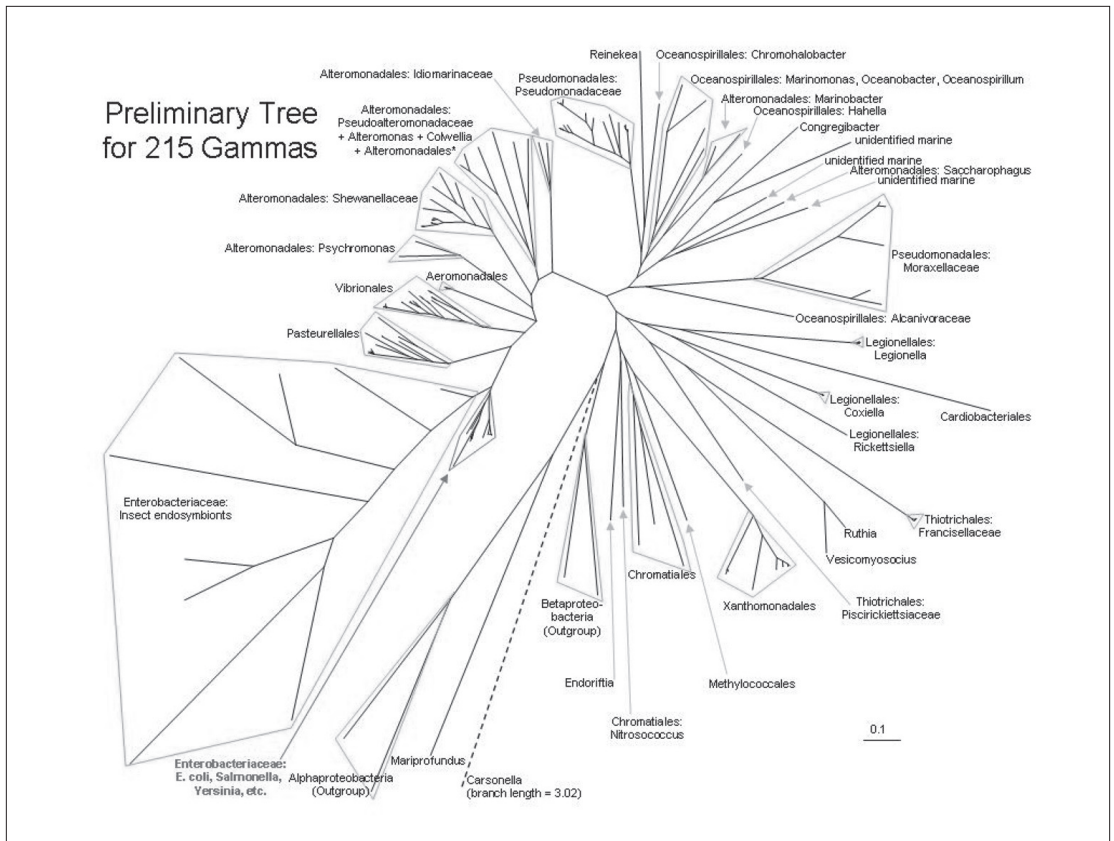 Preliminary Tree
for 215 Gammas
Reinekea
Oceanospirillales: Chromohalobacter
Alteromonadales: Idiomarinaceae
Pseudomonadales:
Pseudomonadaceae
Oceanospirillales: Marinomonas, Oceanobacter, Oceanospirillum
Alteromonadales:
Pseudoalteromonadaceae
+ Alteromonas + Colwellia
+ Alteromonadales*
Alteromonadales: Marinobacter
Oceanospirillales: Hahella
Congregibacter
unidentified marine
unidentified marine
Alteromonadales: Saccharophagus
unidentified marine
Alteromonadales: Shewanellaceae
Alteromonadales: Psychromonas
Pseudomonadales:
Moraxellaceae
Aeromonadales
Vibrionales
Oceanospirillales: Alcanivoraceae
Pasteurellales
Legionellales:
Legionella
Legionellales:
Coxiella
Cardiobacteriales
Legionellales:
Rickettsiella
Enterobacteriaceae:
Insect endosymbionts
Thiotrichales:
Francisellaceae
Ruthia
Vesicomyosocius
Chromatiales
Xanthomonadales
Thiotrichales:
Piscirickiettsiaceae
Betaproteo-
bacteria
(Outgroup)
Endoriftia
Methylococcales
Chromatiales:
Nitrosococcus
0.1
Enterobacteriaceae:
E. coli, Salmonella,
Yersinia, etc.
Alphaproteobacteria
(Outgroup)
Mariprofundus
Carsonella
(branch length = 3.02)